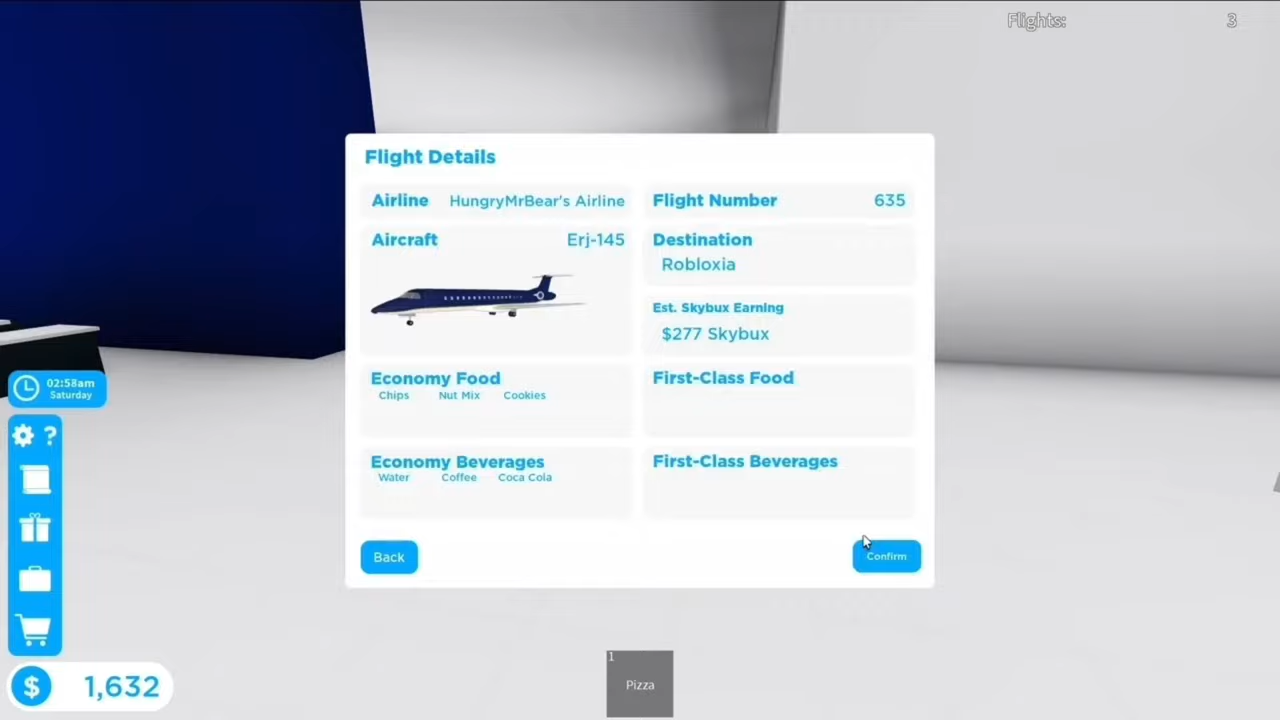 Flights: 3
Flight Details
Airline HungryMrBear's Airline
Flight Number 635
Aircraft Erj-145
Destination
Robloxia
Est. Skybux Earning
$277 Skybux
Economy Food
Chips Nut Mix Cookies
First-Class Food
Economy Beverages
Water Coffee Coca Cola
First-Class Beverages
Back
Confirm
02:58am
Saturday
?
$ 1,632
1
Pizza